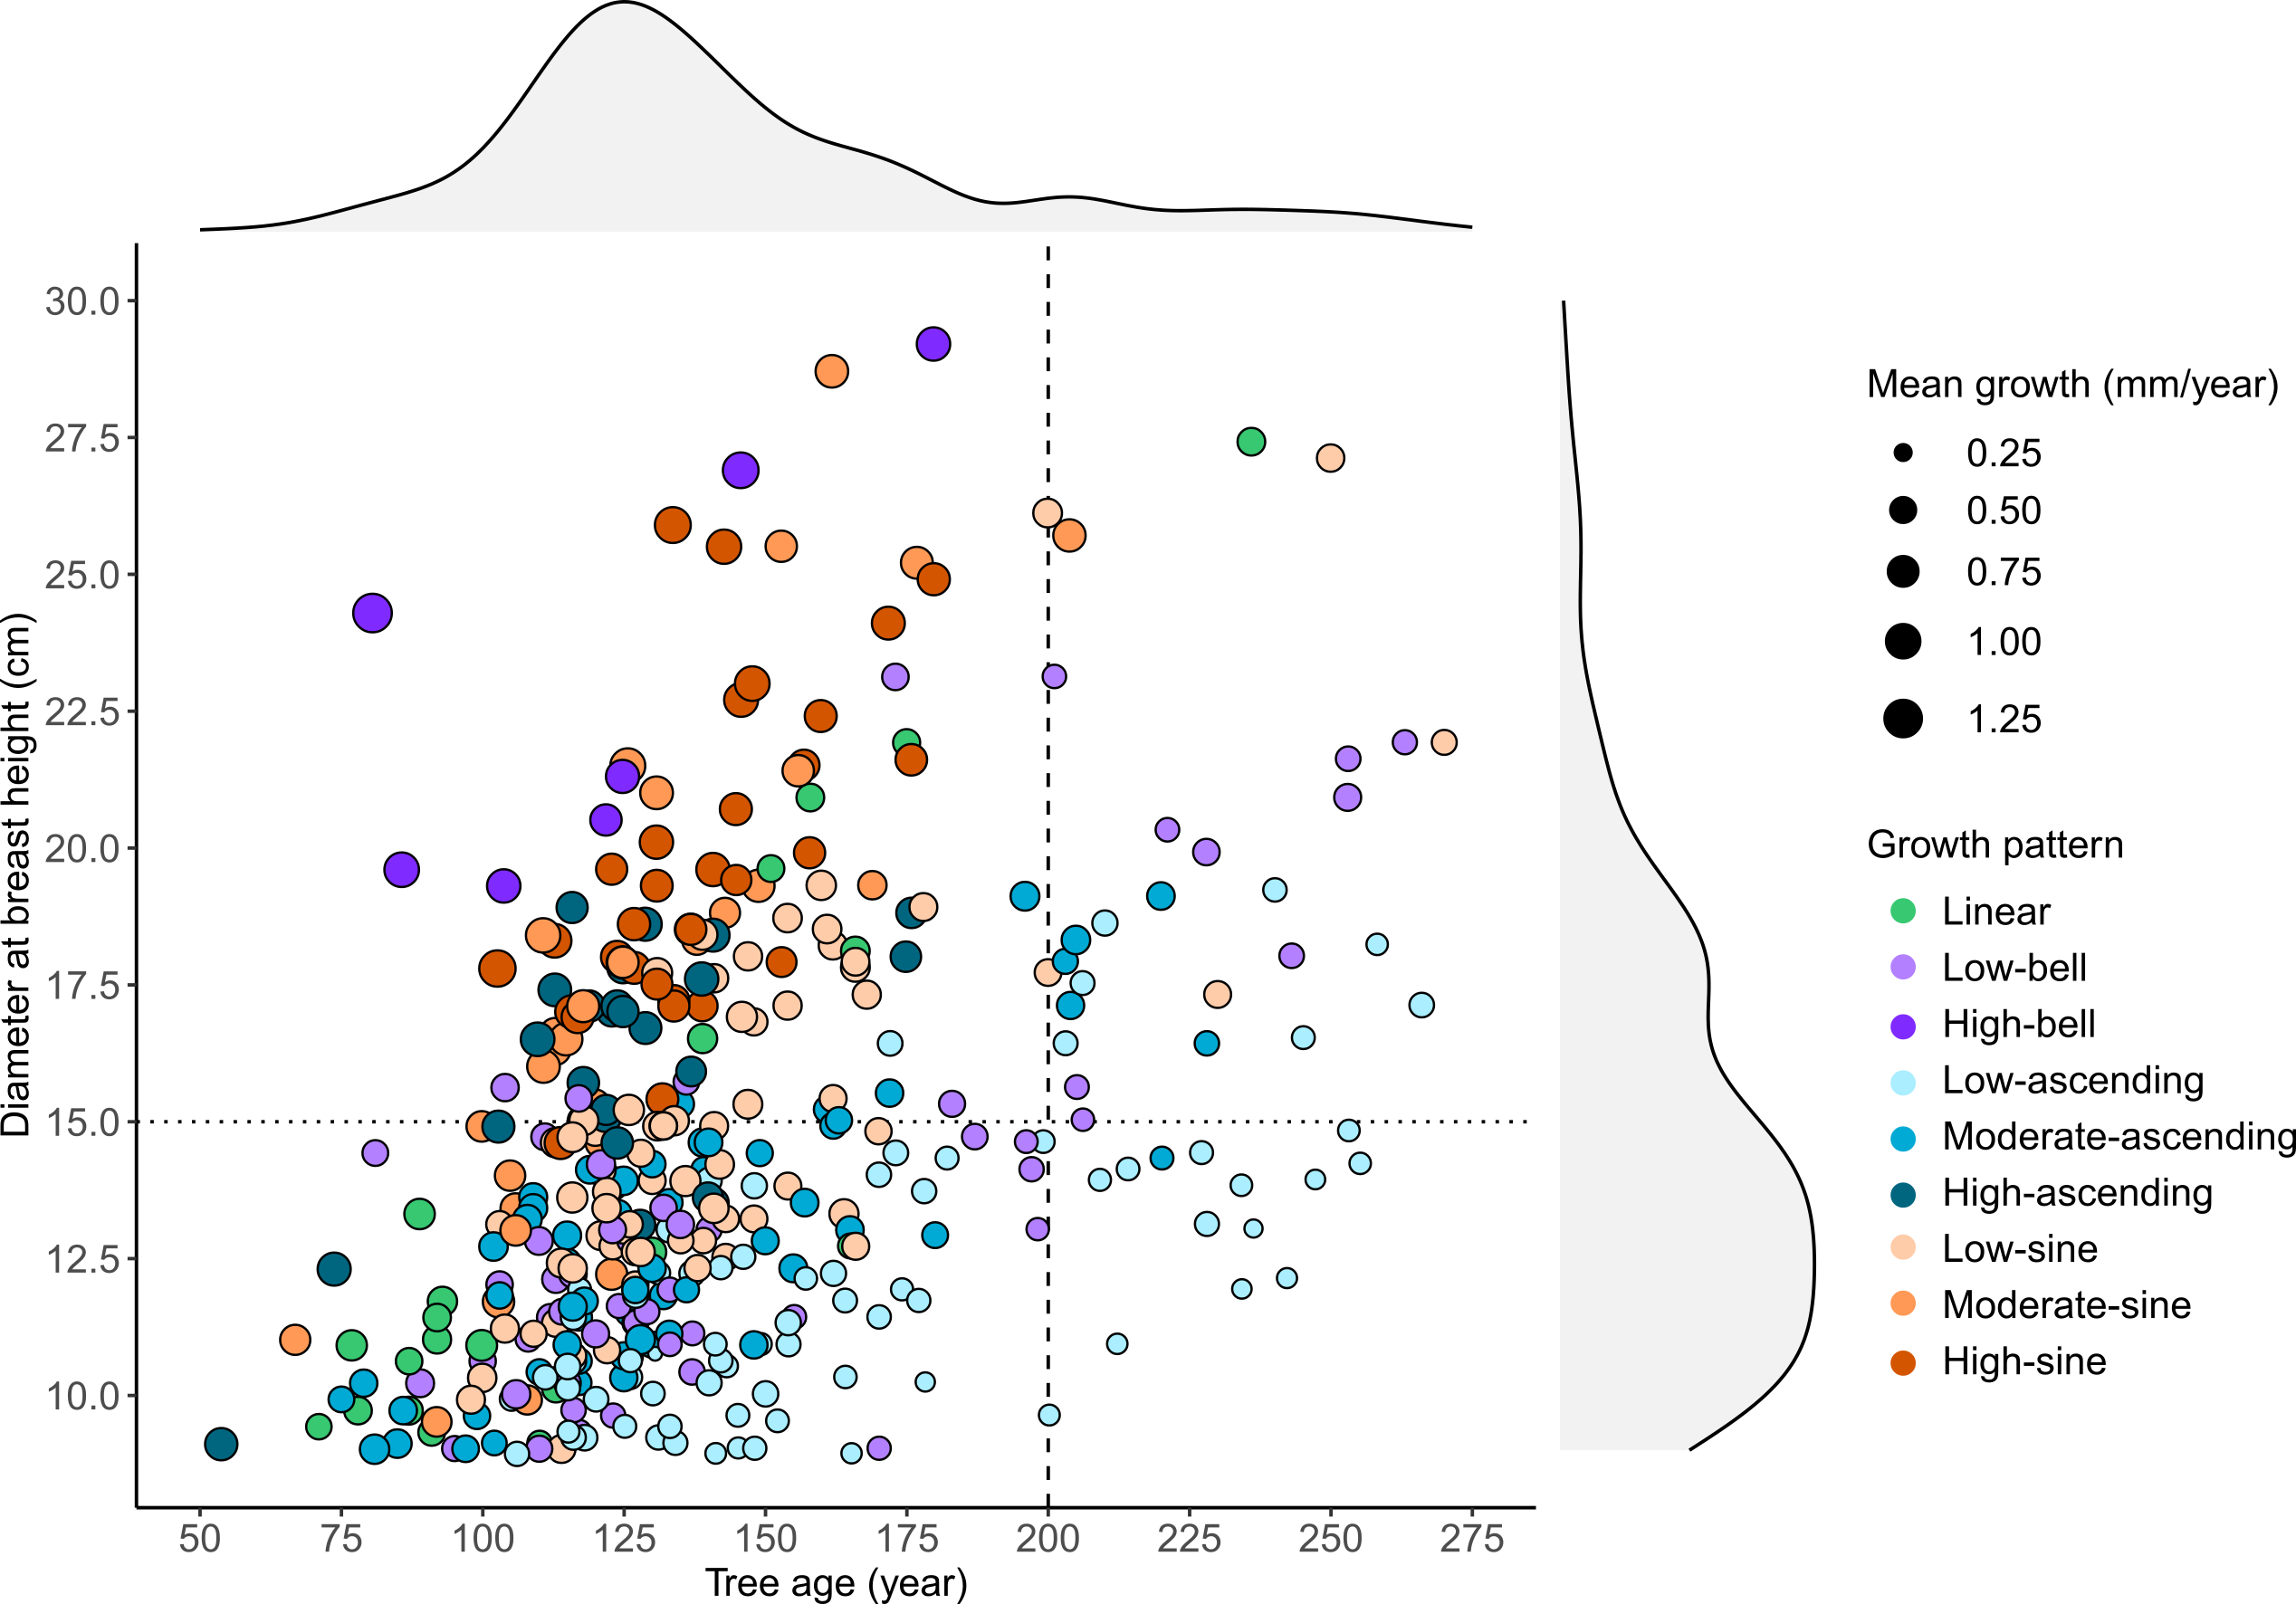 30.0
27.5
25.0
22.5
20.0
17.5
15.0
12.5
10.0
Diameter at breast height (cm)
50 75 100 125 150 175 200 225 250 275
Tree age (year)
Mean growth (mm/year)
0.25
0.50
0.75
1.00
1.25
Growth pattern
Linear
Low-bell
High-bell
Low-ascending
Moderate-ascending
High-ascending
Low-sine
Moderate-sine
High-sine